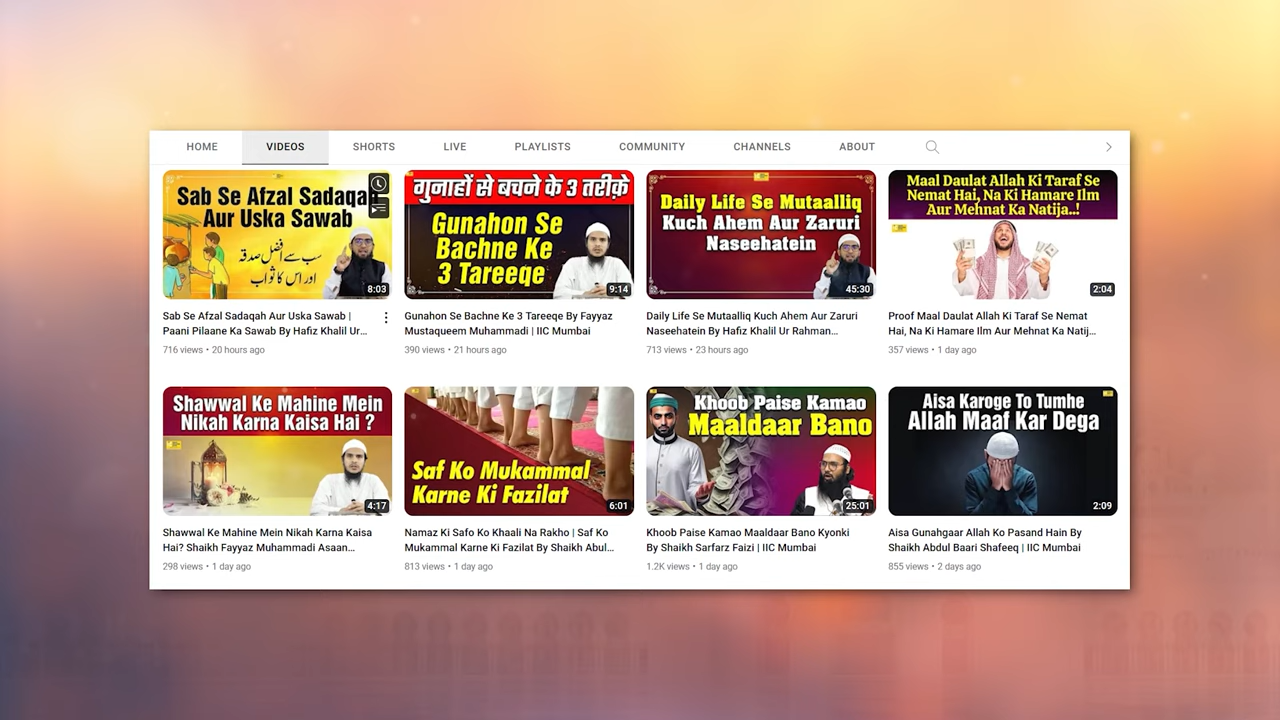 HOME VIDEOS SHORTS LIVE PLAYLISTS COMMUNITY CHANNELS ABOUT
Sab Se Afzal Sadaqah
Aur Uska Sawab
سب سے افضل صدقہ
اور اس کا ثواب
8:03
Sab Se Afzal Sadaqah Aur Uska Sawab |
Paani Pilaane Ka Sawab By Hafiz Khalil Ur...
716 views • 20 hours ago
गुनाहों से बचने के 3 तरीक़े
Gunahon Se
Bachne Ke
3 Tareeqe
9:14
Gunahon Se Bachne Ke 3 Tareeqe By Fayyaz
Mustaqueem Muhammadi | IIC Mumbai
390 views • 21 hours ago
Daily Life Se Mutaalliq
Kuch Ahem Aur Zaruri
Naseehatein
45:30
Daily Life Se Mutaalliq Kuch Ahem Aur Zaruri
Naseehatein By Hafiz Khalil Ur Rahman...
713 views • 23 hours ago
Maal Daulat Allah Ki Taraf Se
Nemat Hai, Na Ki Hamare Ilm
Aur Mehnat Ka Natija..!
2:04
Proof Maal Daulat Allah Ki Taraf Se Nemat
Hai, Na Ki Hamare Ilm Aur Mehnat Ka Natij...
357 views • 1 day ago
Shawwal Ke Mahine Mein
Nikah Karna Kaisa Hai ?
4:17
Shawwal Ke Mahine Mein Nikah Karna Kaisa
Hai? Shaikh Fayyaz Muhammadi Asaan...
298 views • 1 day ago
Saf Ko Mukammal
Karne Ki Fazilat
6:01
Namaz Ki Safo Ko Khaali Na Rakho | Saf Ko
Mukammal Karne Ki Fazilat By Shaikh Abul...
813 views • 1 day ago
Khoob Paise Kamao
Maaldaar Bano
25:01
Khoob Paise Kamao Maaldaar Bano Kyonki
By Shaikh Sarfarz Faizi | IIC Mumbai
1.2K views • 1 day ago
Aisa Karoge To Tumhe
Allah Maaf Kar Dega
2:09
Aisa Gunahgaar Allah Ko Pasand Hain By
Shaikh Abdul Baari Shafeeq | IIC Mumbai
855 views • 2 days ago